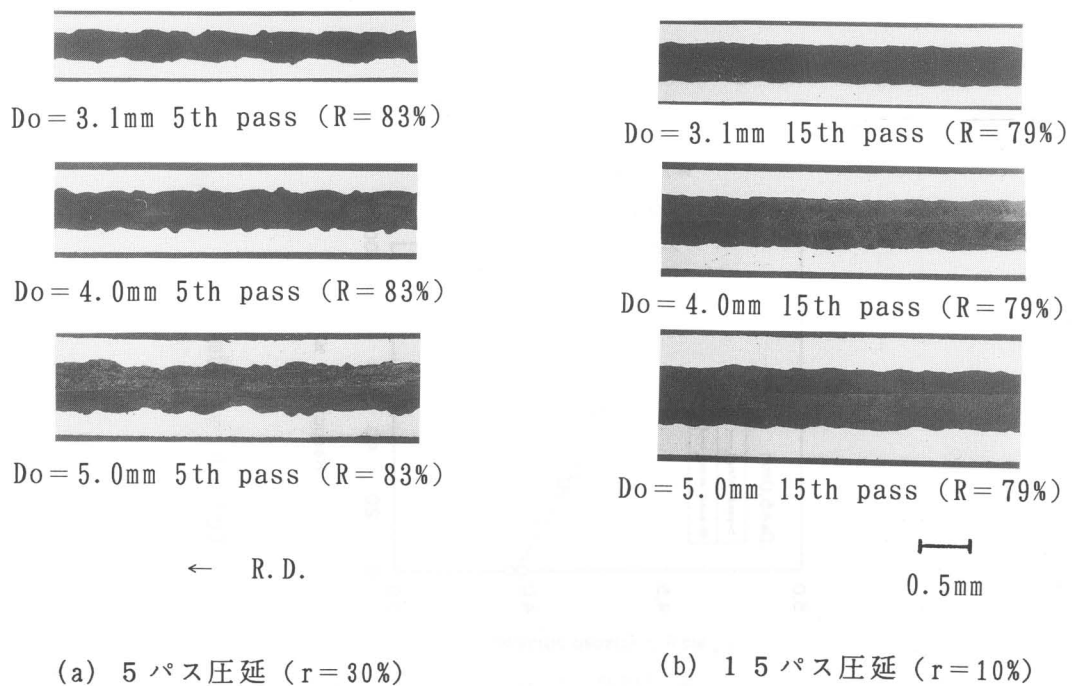 Do＝3.1mm 5th pass (R＝83%)
Do＝4.0mm 5th pass (R＝83%)
Do＝5.0mm 5th pass (R＝83%)
← R.D.
(a) 5パス圧延(r＝30%)
Do＝3.1mm 15th pass (R＝79%)
Do＝4.0mm 15th pass (R＝79%)
Do＝5.0mm 15th pass (R＝79%)
0.5mm
(b) 15パス圧延(r＝10%)